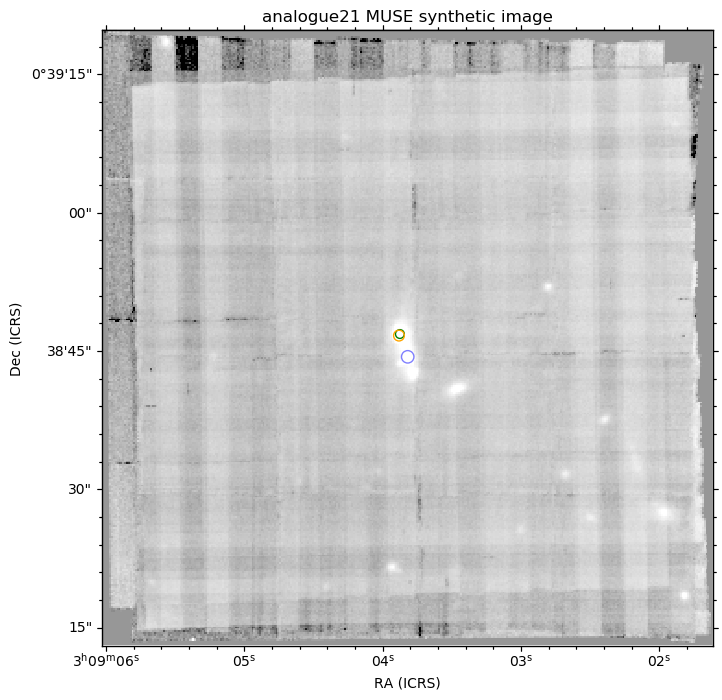 analogue21 MUSE synthetic image
0°39'15"
00"
38'45"
30"
15"
Dec (ICRS)
3ʰ09ᵐ06ˢ 05ˢ 04ˢ 03ˢ 02ˢ
RA (ICRS)